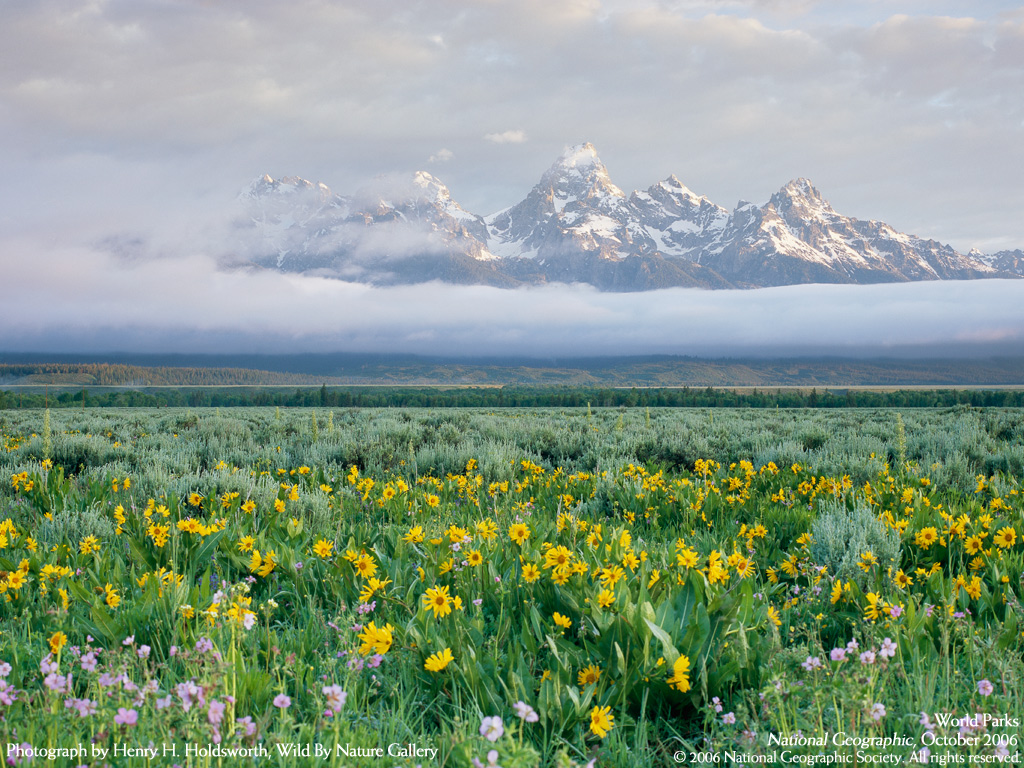 World Parks
National Geographic, October 2006
Photograph by Henry H. Holdsworth, Wild By Nature Gallery
© 2006 National Geographic Society. All rights reserved.